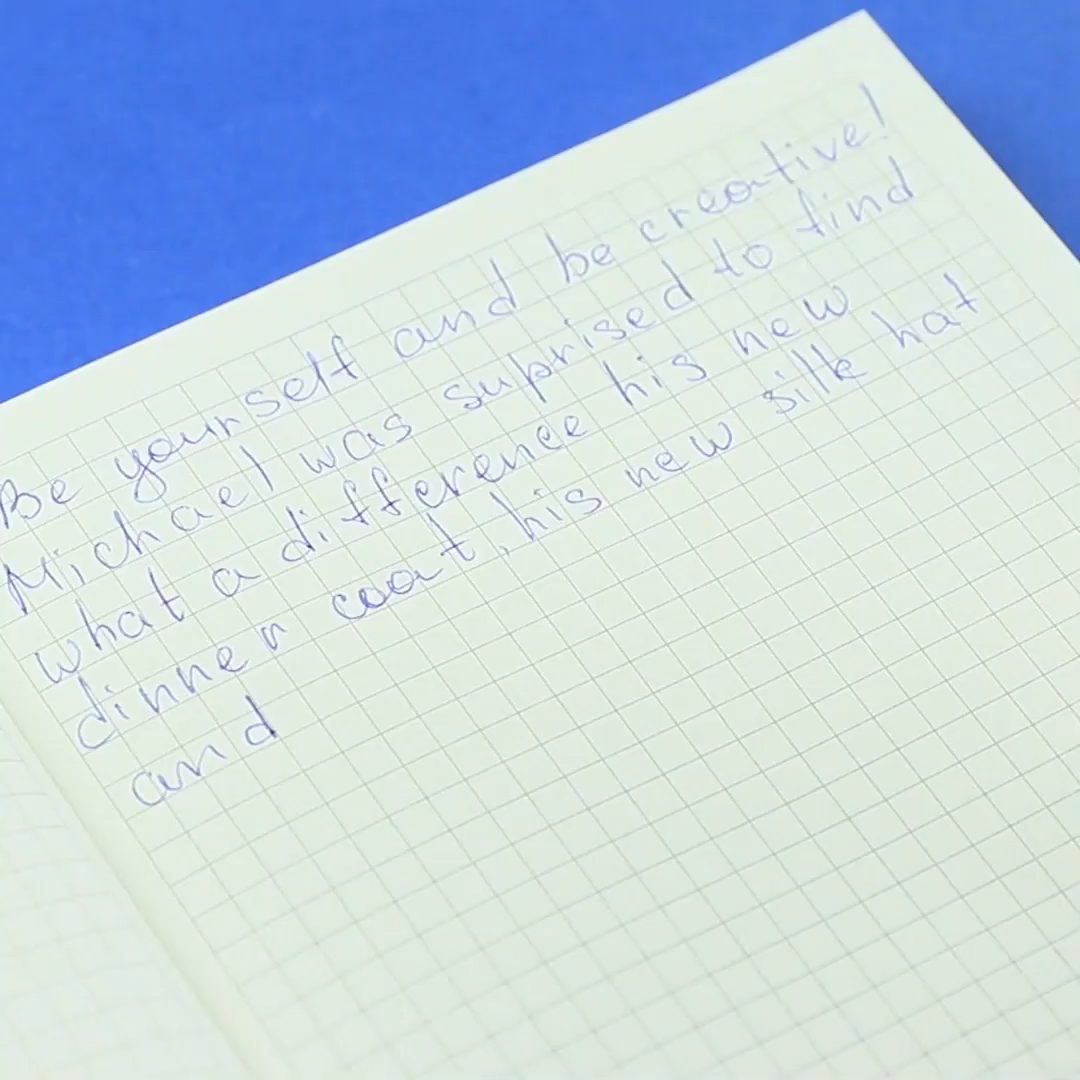 Be yourself and be creative!
Michael was suprised to find
what a difference his new
dinner coat, his new silk hat
and